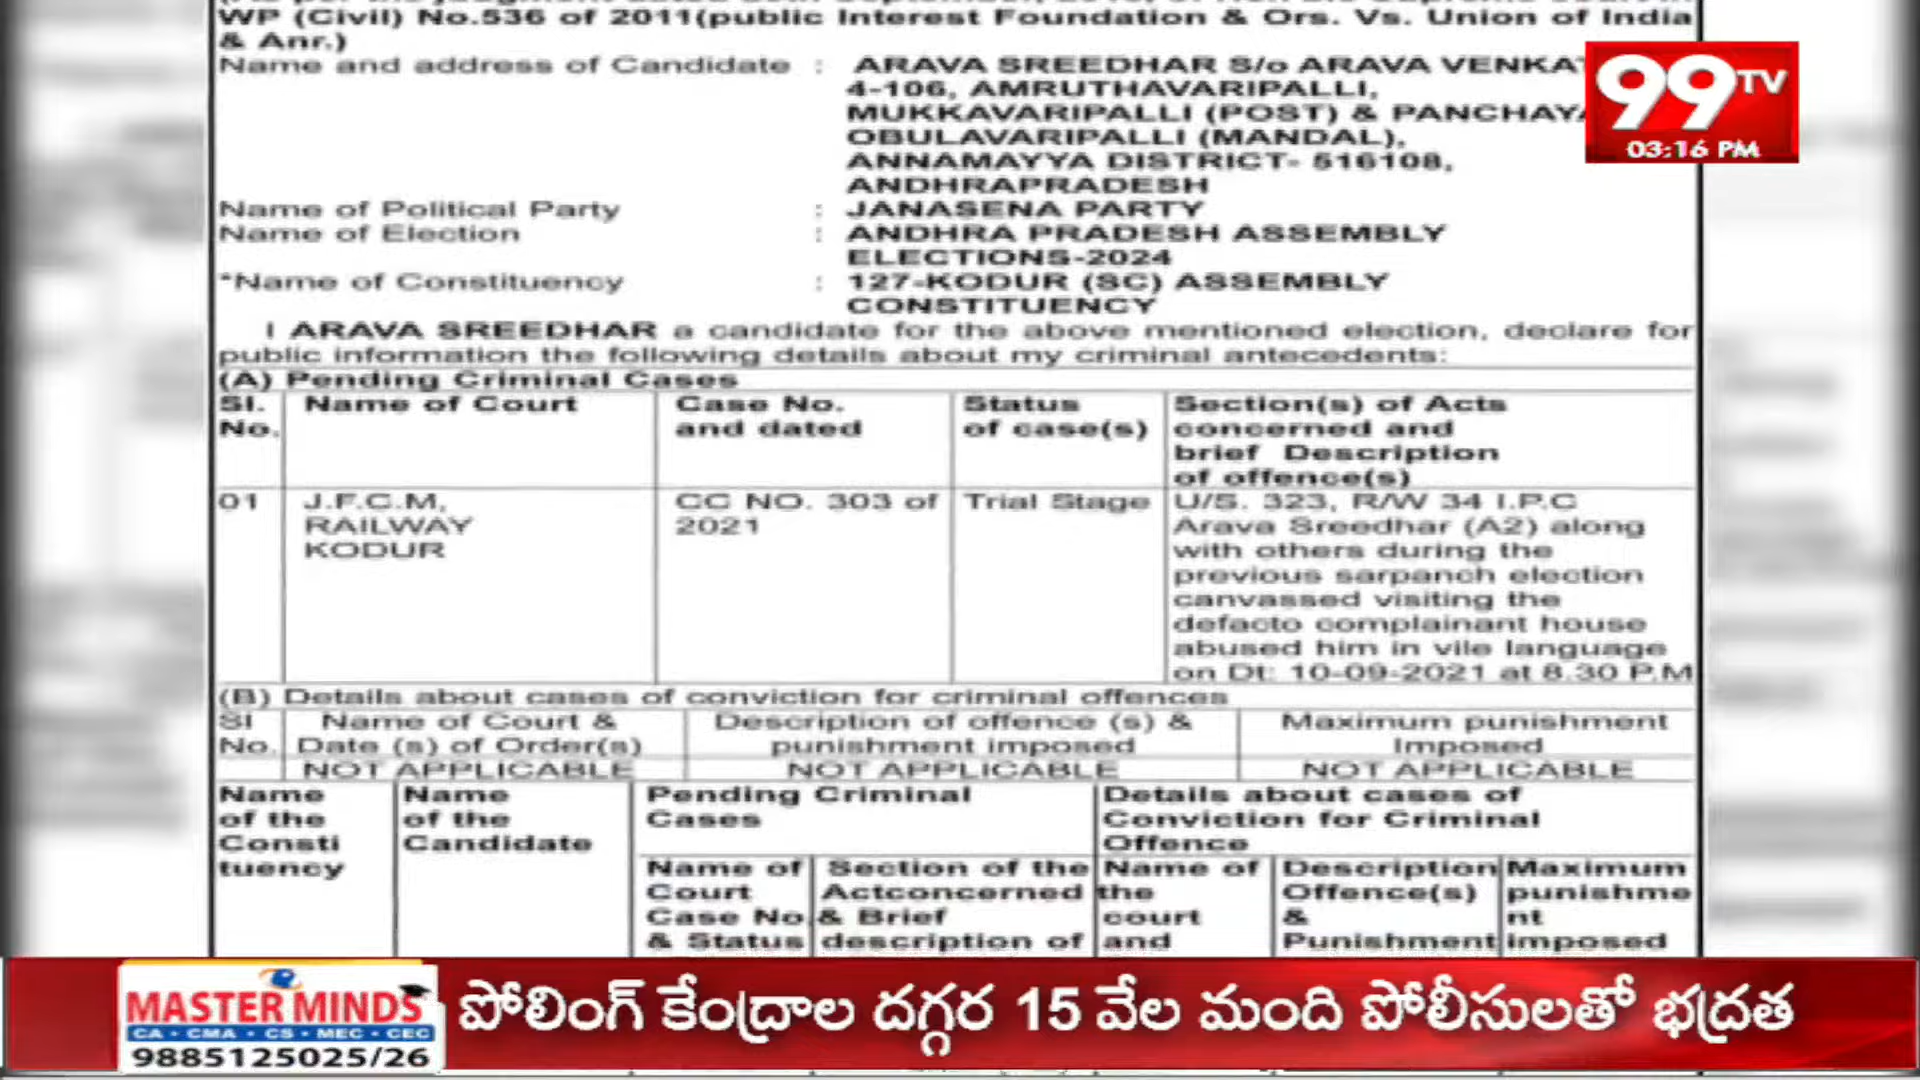 WP (Civil) No.536 of 2011(public Interest Foundation & Ors. Vs. Union of India
& Anr.)
Name and address of Candidate : ARAVA SREEDHAR S/o ARAVA
4-106, AMRUTHAVARIPALLI,
MUKKAVARIPALLI (POST) &
OBULAVARIPALLI (MANDAL),
ANNAMAYYA DISTRICT- 516108,
ANDHRAPRADESH
Name of Political Party : JANASENA PARTY
Name of Election : ANDHRA PRADESH ASSEMBLY
ELECTIONS-2024
*Name of Constituency : 127-KODUR (SC) ASSEMBLY
CONSTITUENCY
I ARAVA SREEDHAR a candidate for the above mentioned election, declare for
public information the following details about my criminal antecedents:
(A) Pending Criminal Cases
Sl. No. Name of Court Case No. and dated Status of case(s) Section(s) of Acts concerned and brief Description of offence(s)
01 J.F.C.M, RAILWAY KODUR CC NO. 303 of 2021 Trial Stage U/S. 323, R/W 34 I.P.C
Arava Sreedhar (A2) along
with others during the
previous sarpanch election
canvassed visiting the
defacto complainant house
abused him in vile language
on Dt: 10-09-2021 at 8.30 P.M
(B) Details about cases of conviction for criminal offences
Sl No. Name of Court & Date (s) of Order(s) Description of offence (s) & punishment imposed Maximum punishment Imposed
NOT APPLICABLE NOT APPLICABLE NOT APPLICABLE
Name of the Consti tuency Name of the Candidate Pending Criminal Cases Details about cases of Conviction for Criminal Offence
Name of Court Case No & Status Section of the Actconcerned & Brief description of Name of the court and Description Offence(s) & Punishment Maximum punishme nt imposed
99 TV
03:16 PM
MASTER MINDS
CA • CMA • CS • MEC • CEC
9885125025/26
పోలింగ్ కేంద్రాల దగ్గర 15 వేల మంది పోలీసులతో భద్రత